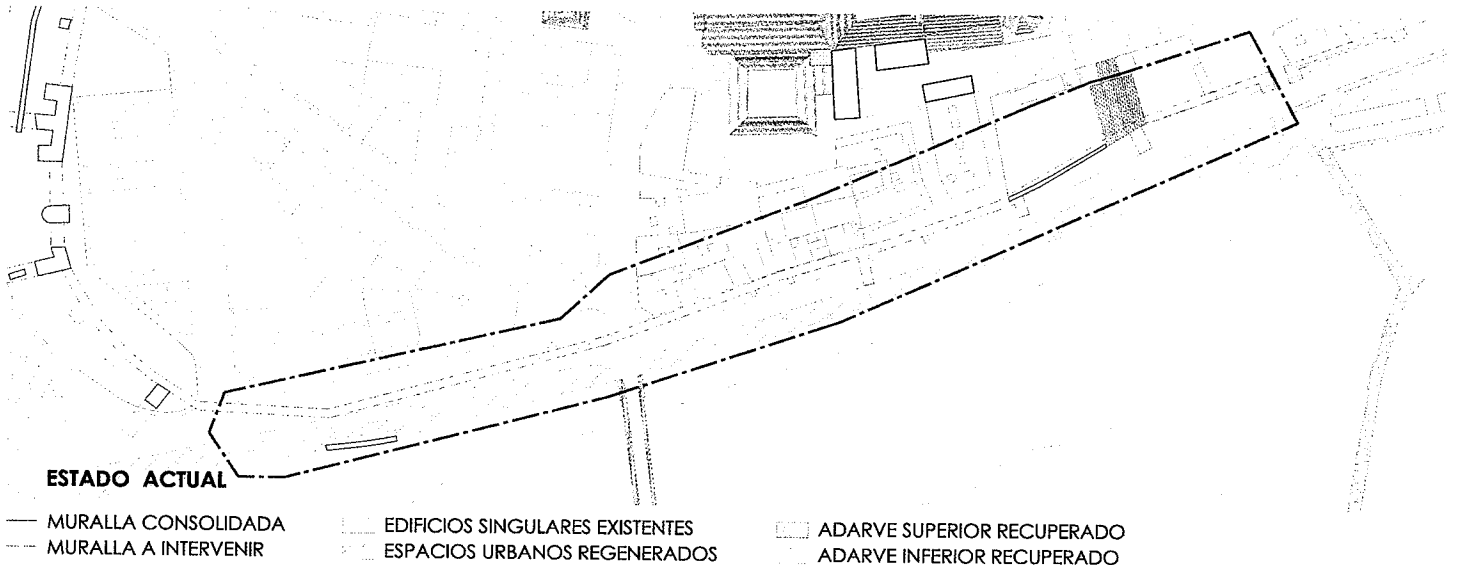 ESTADO ACTUAL
MURALLA CONSOLIDADA
MURALLA A INTERVENIR
EDIFICIOS SINGULARES EXISTENTES
ESPACIOS URBANOS REGENERADOS
ADARVE SUPERIOR RECUPERADO
ADARVE INFERIOR RECUPERADO